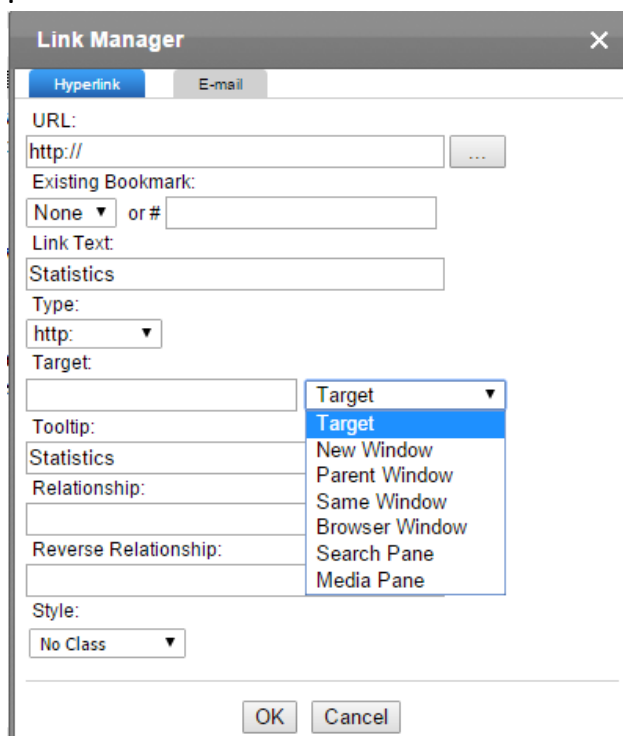 Link Manager ×
Hyperlink E-mail
URL:
http:// ...
Existing Bookmark:
None ▼ or #
Link Text:
Statistics
Type:
http: ▼
Target:
Target ▼
Target
New Window
Parent Window
Same Window
Browser Window
Search Pane
Media Pane
Tooltip:
Statistics
Relationship:
Reverse Relationship:
Style:
No Class ▼
OK Cancel